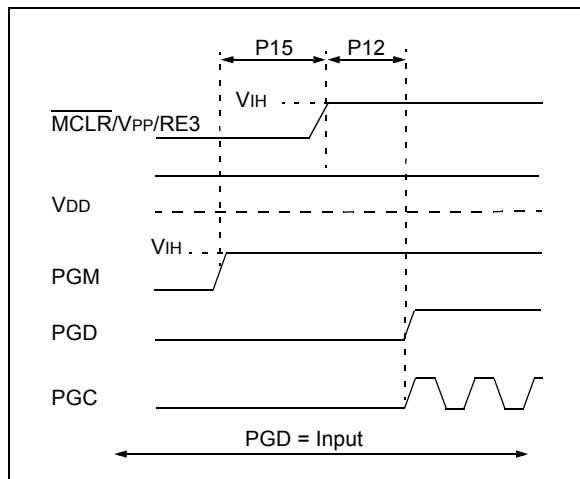 P15 P12
VIH
MCLR/VPP/RE3
VDD
VIH
PGM
PGD
PGC
PGD = Input